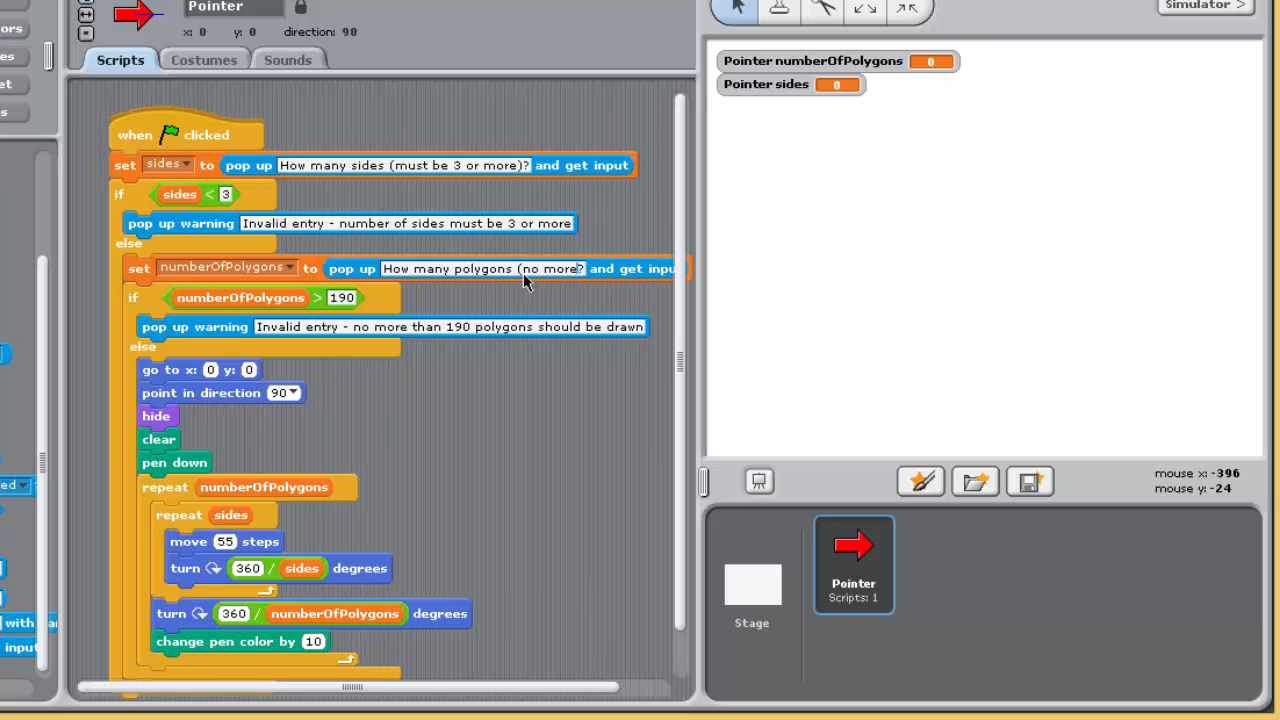 Pointer
x: 0 y: 0 direction: 90
Simulator >
Scripts Costumes Sounds
Pointer numberOfPolygons 0
Pointer sides 0
when clicked
set sides to pop up How many sides (must be 3 or more)? and get input
if sides < 3
pop up warning Invalid entry - number of sides must be 3 or more
else
set numberOfPolygons to pop up How many polygons (no more? and get inpu
if numberOfPolygons > 190
pop up warning Invalid entry - no more than 190 polygons should be drawn
else
go to x: 0 y: 0
point in direction 90
hide
clear
pen down
repeat numberOfPolygons
repeat sides
move 55 steps
turn 360 / sides degrees
turn 360 / numberOfPolygons degrees
change pen color by 10
ors
es
et
s
ed
with
input
mouse x: -396
mouse y: -24
Stage
Pointer
Scripts: 1